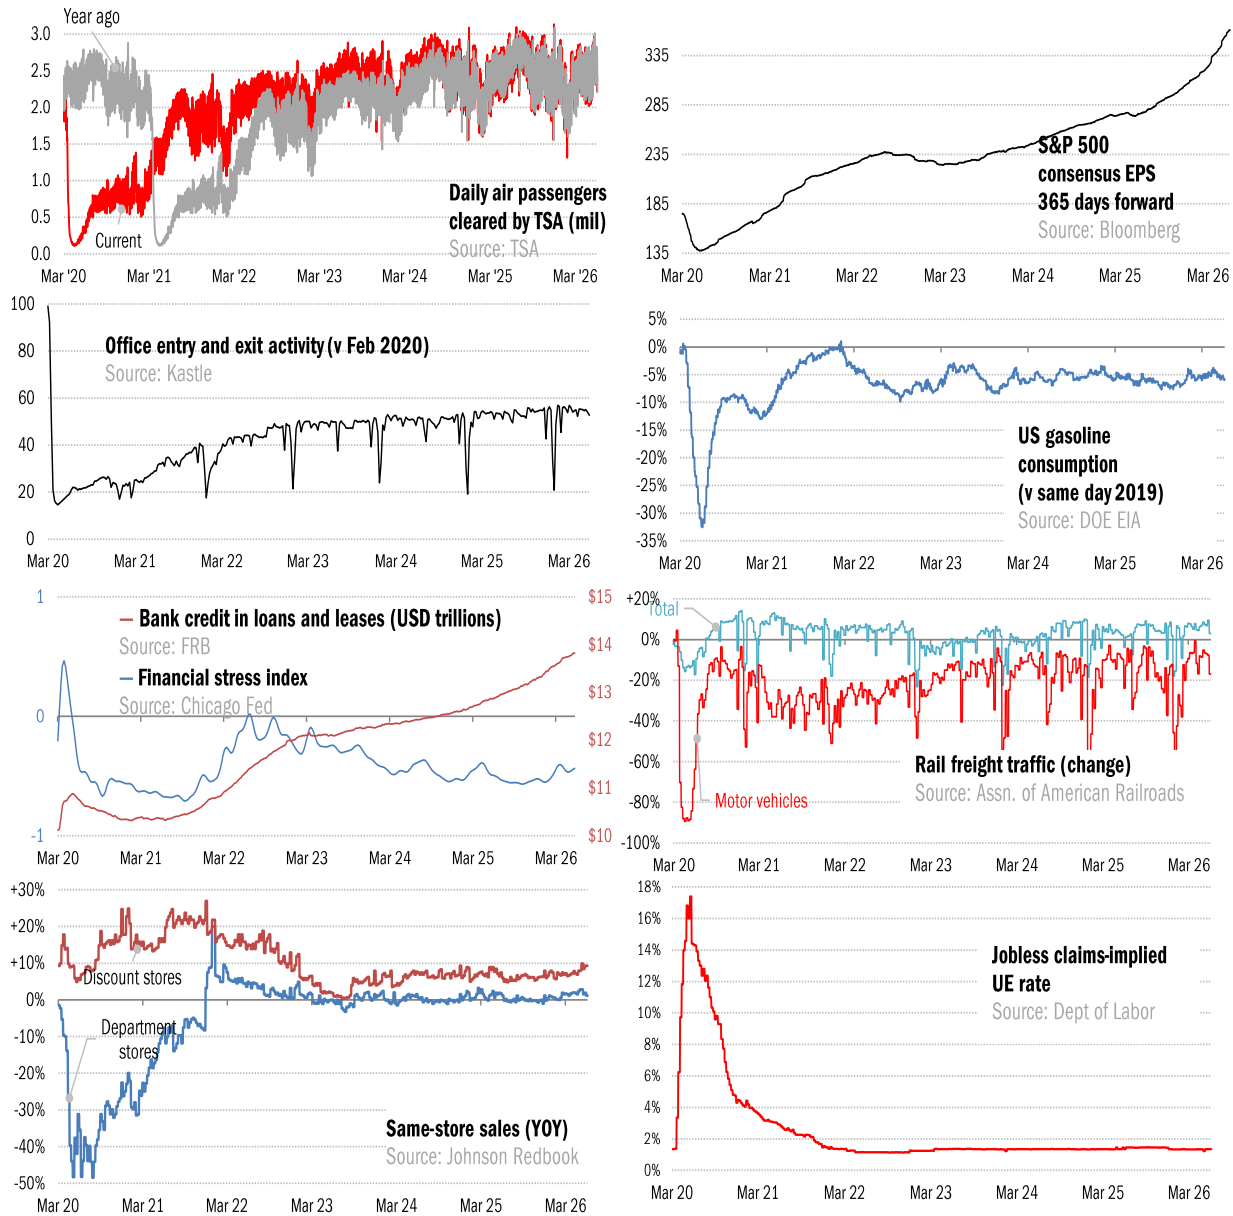 Year ago
3.0
2.5
2.0
1.5
1.0
0.5
0.0
Current
Daily air passengers
cleared by TSA (mil)
Source: TSA
Mar '20
Mar '21
Mar '22
Mar '23
Mar '24
Mar '25
Mar '26
335
285
235
185
135
S&P 500
consensus EPS
365 days forward
Source: Bloomberg
Mar 20
Mar 21
Mar 22
Mar 23
Mar 24
Mar 25
Mar 26
100
80
60
40
20
0
Office entry and exit activity (v Feb 2020)
Source: Kastle
Mar 20
Mar 21
Mar 22
Mar 23
Mar 24
Mar 25
Mar 26
5%
0%
-5%
-10%
-15%
-20%
-25%
-30%
-35%
US gasoline
consumption
(v same day 2019)
Source: DOE EIA
Mar 20
Mar 21
Mar 22
Mar 23
Mar 24
Mar 25
Mar 26
1
0
-1
Bank credit in loans and leases (USD trillions)
Source: FRB
Financial stress index
Source: Chicago Fed
$15
$14
$13
$12
$11
$10
Mar 20
Mar 21
Mar 22
Mar 23
Mar 24
Mar 25
Mar 26
+20%
0%
-20%
-40%
-60%
-80%
-100%
Total
Motor vehicles
Rail freight traffic (change)
Source: Assn. of American Railroads
Mar 20
Mar 21
Mar 22
Mar 23
Mar 24
Mar 25
Mar 26
+30%
+20%
+10%
0%
-10%
-20%
-30%
-40%
-50%
Discount stores
Department
stores
Same-store sales (YOY)
Source: Johnson Redbook
Mar 20
Mar 21
Mar 22
Mar 23
Mar 24
Mar 25
Mar 26
18%
16%
14%
12%
10%
8%
6%
4%
2%
0%
Jobless claims-implied
UE rate
Source: Dept of Labor
Mar 20
Mar 21
Mar 22
Mar 23
Mar 24
Mar 25
Mar 26